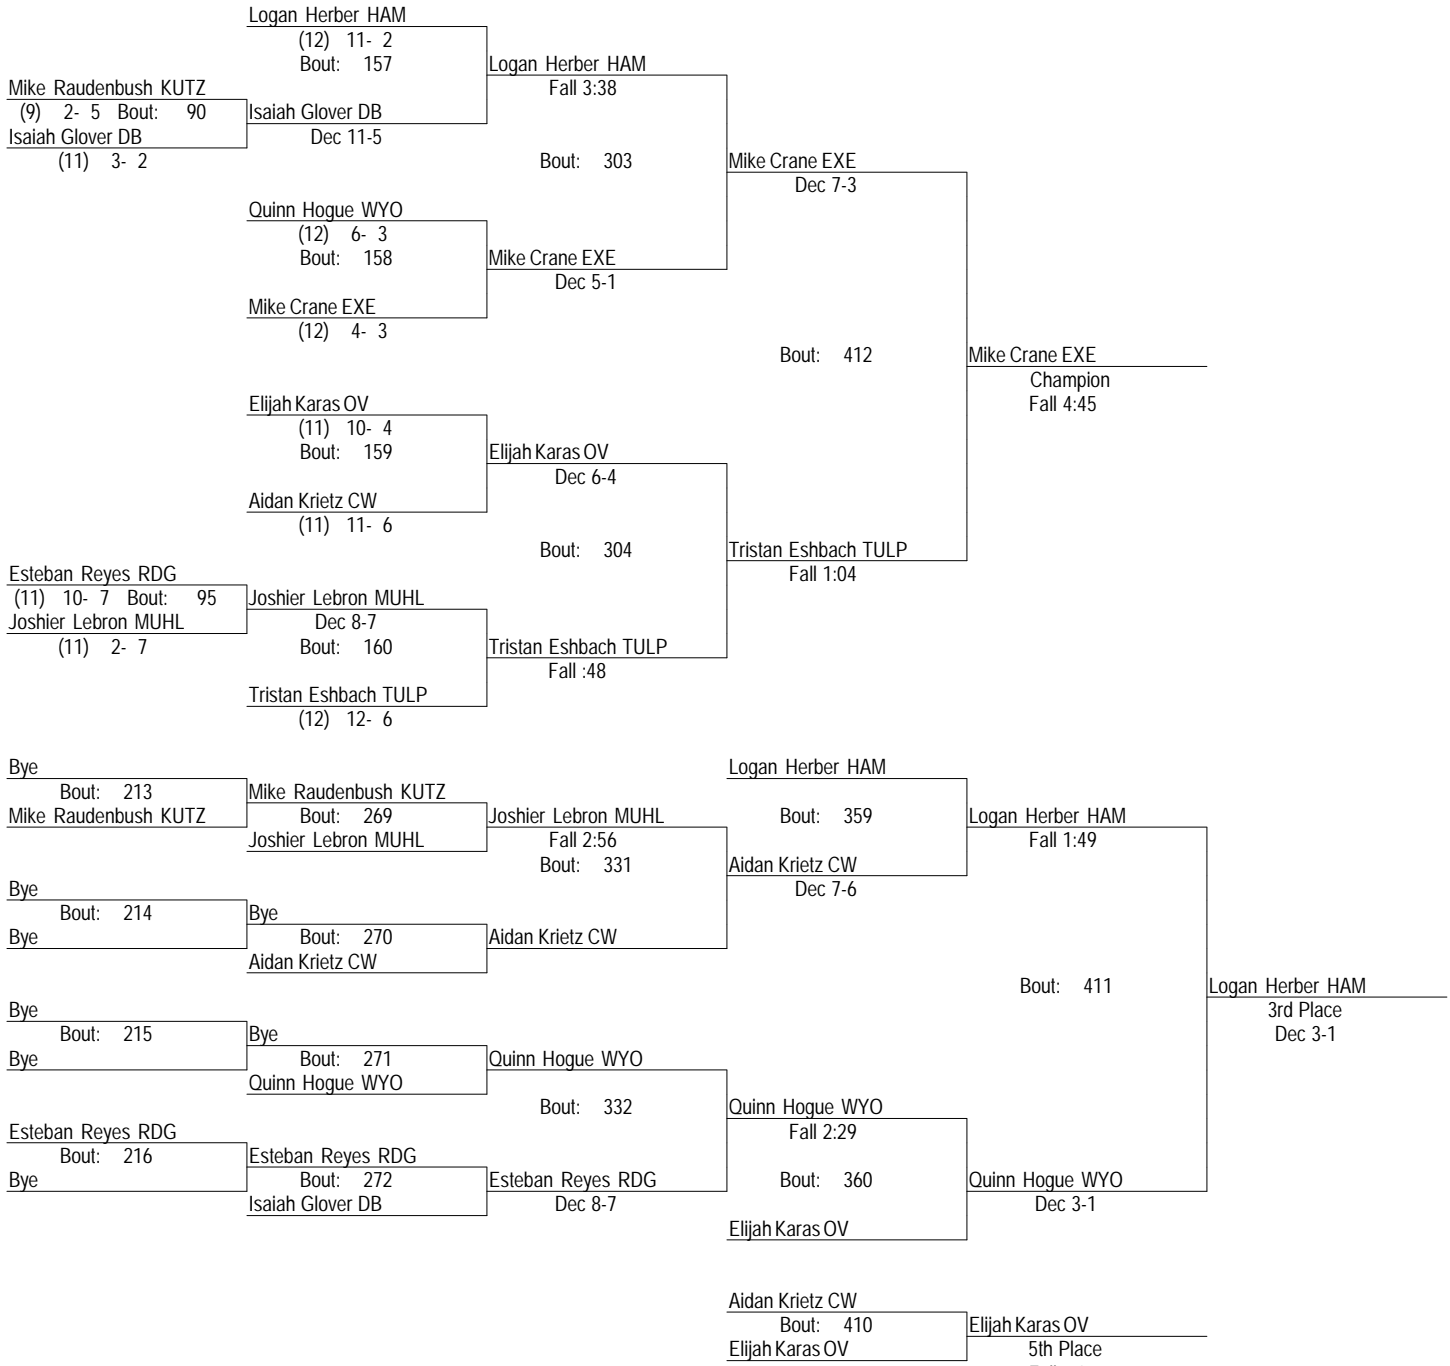 Logan Herber HAM
(12) 11- 2
Bout: 157
Logan Herber HAM
Fall 3:38
Mike Raudenbush KUTZ
(9) 2- 5 Bout: 90
Isaiah Glover DB
(11) 3- 2
Isaiah Glover DB
Dec 11-5
Bout: 303
Mike Crane EXE
Dec 7-3
Quinn Hogue WYO
(12) 6- 3
Bout: 158
Mike Crane EXE
Dec 5-1
Mike Crane EXE
(12) 4- 3
Bout: 412
Mike Crane EXE
Champion
Fall 4:45
Elijah Karas OV
(11) 10- 4
Bout: 159
Elijah Karas OV
Dec 6-4
Aidan Krietz CW
(11) 11- 6
Bout: 304
Tristan Eshbach TULP
Fall 1:04
Esteban Reyes RDG
(11) 10- 7 Bout: 95
Joshier Lebron MUHL
(11) 2- 7
Joshier Lebron MUHL
Dec 8-7
Bout: 160
Tristan Eshbach TULP
Fall :48
Tristan Eshbach TULP
(12) 12- 6
Bye
Bout: 213
Mike Raudenbush KUTZ
Mike Raudenbush KUTZ
Bout: 269
Joshier Lebron MUHL
Joshier Lebron MUHL
Fall 2:56
Bout: 331
Logan Herber HAM
Bout: 359
Aidan Krietz CW
Dec 7-6
Logan Herber HAM
Fall 1:49
Bye
Bout: 214
Bye
Bye
Bout: 270
Aidan Krietz CW
Aidan Krietz CW
Bout: 411
Logan Herber HAM
3rd Place
Dec 3-1
Bye
Bout: 215
Bye
Bye
Bout: 271
Quinn Hogue WYO
Quinn Hogue WYO
Bout: 332
Quinn Hogue WYO
Fall 2:29
Esteban Reyes RDG
Bout: 216
Bye
Esteban Reyes RDG
Bout: 272
Isaiah Glover DB
Esteban Reyes RDG
Dec 8-7
Bout: 360
Elijah Karas OV
Quinn Hogue WYO
Dec 3-1
Aidan Krietz CW
Bout: 410
Elijah Karas OV
Elijah Karas OV
5th Place